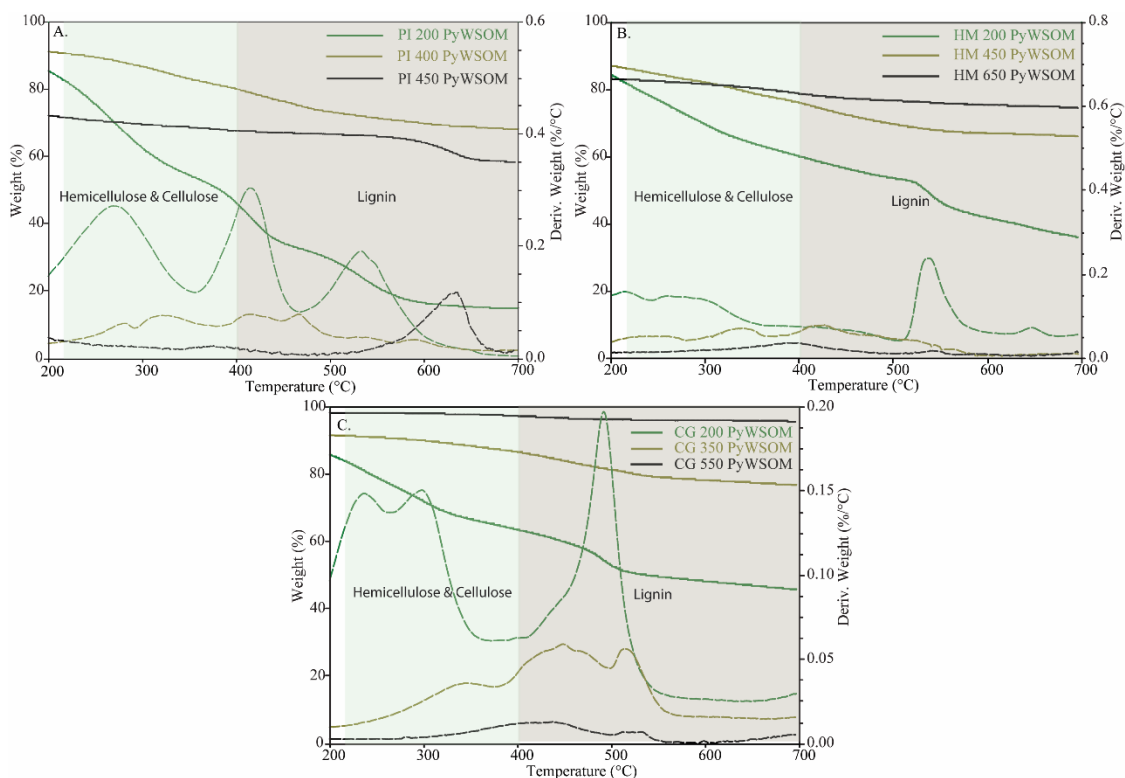 A.
PI 200 PyWSOM
PI 400 PyWSOM
PI 450 PyWSOM
Hemicellulose & Cellulose
Lignin
Weight (%)
100
80
60
40
20
0
Deriv. Weight (%/°C)
0.6
0.4
0.2
0.0
200 300 400 500 600 700
Temperature (°C)
B.
HM 200 PyWSOM
HM 450 PyWSOM
HM 650 PyWSOM
Hemicellulose & Cellulose
Lignin
Weight (%)
100
80
60
40
20
0
Deriv. Weight (%/°C)
0.8
0.6
0.4
0.2
0.0
200 300 400 500 600 700
Temperature (°C)
C.
CG 200 PyWSOM
CG 350 PyWSOM
CG 550 PyWSOM
Hemicellulose & Cellulose
Lignin
Weight (%)
100
80
60
40
20
0
Deriv. Weight (%/°C)
0.20
0.15
0.10
0.05
0.00
200 300 400 500 600 700
Temperature (°C)